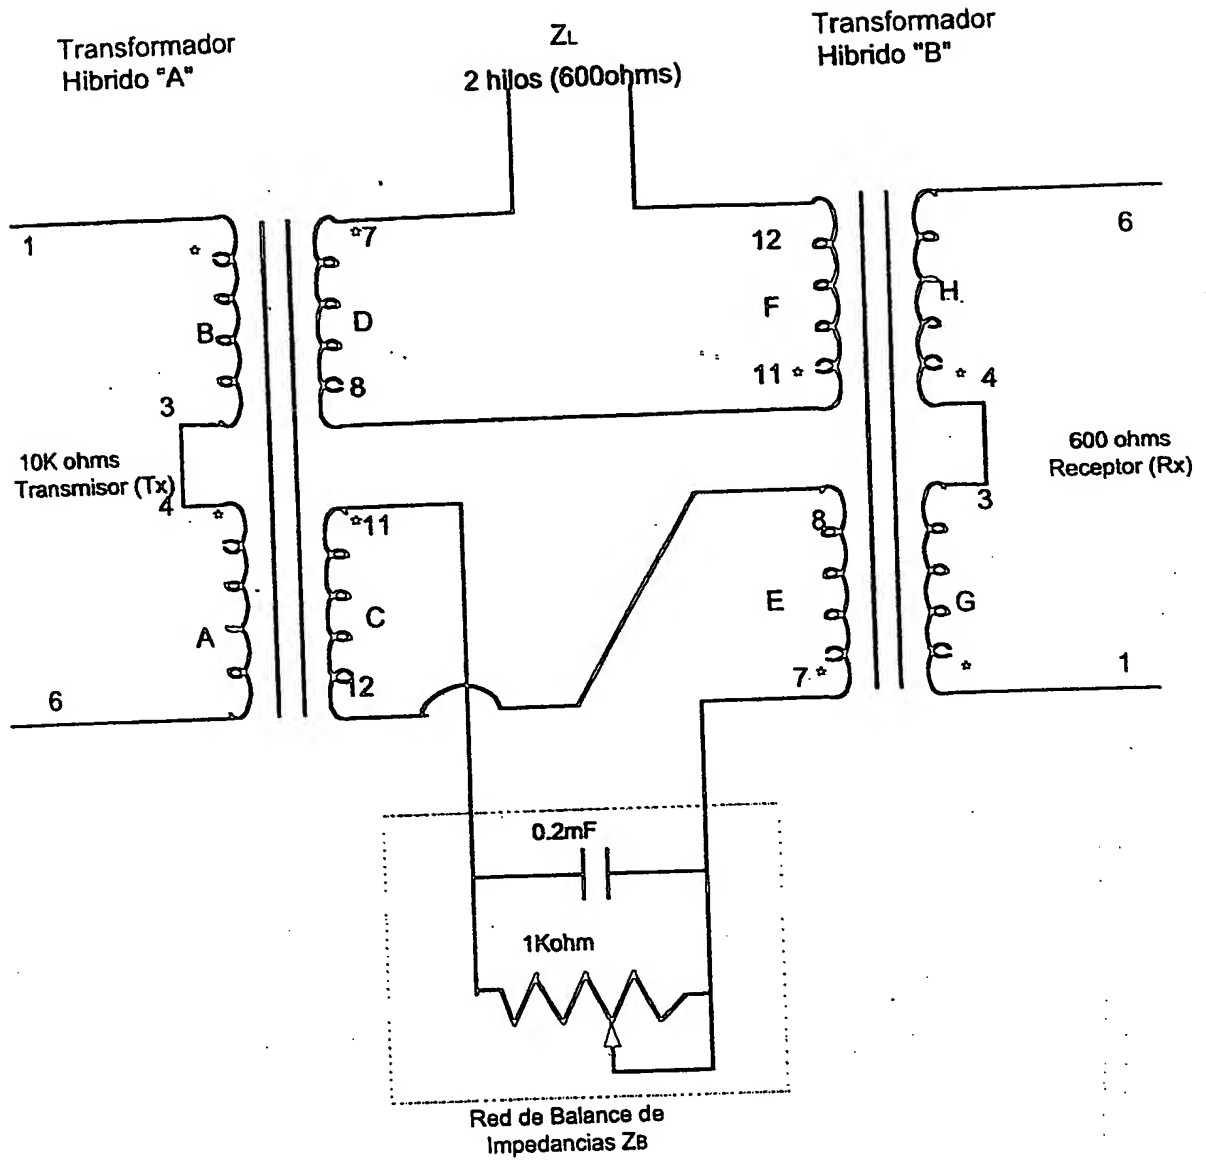 Transformador
Hibrido "A"
ZL
2 hilos (600ohms)
Transformador
Hibrido "B"
1
*
B
3
10K ohms
Transmisor (Tx)
4
*
A
6
*7
D
8
*11
C
12
12
F
11 *
8
E
7 *
H
* 4
3
G
*
6
600 ohms
Receptor (Rx)
1
0.2mF
1Kohm
Red de Balance de
Impedancias ZB